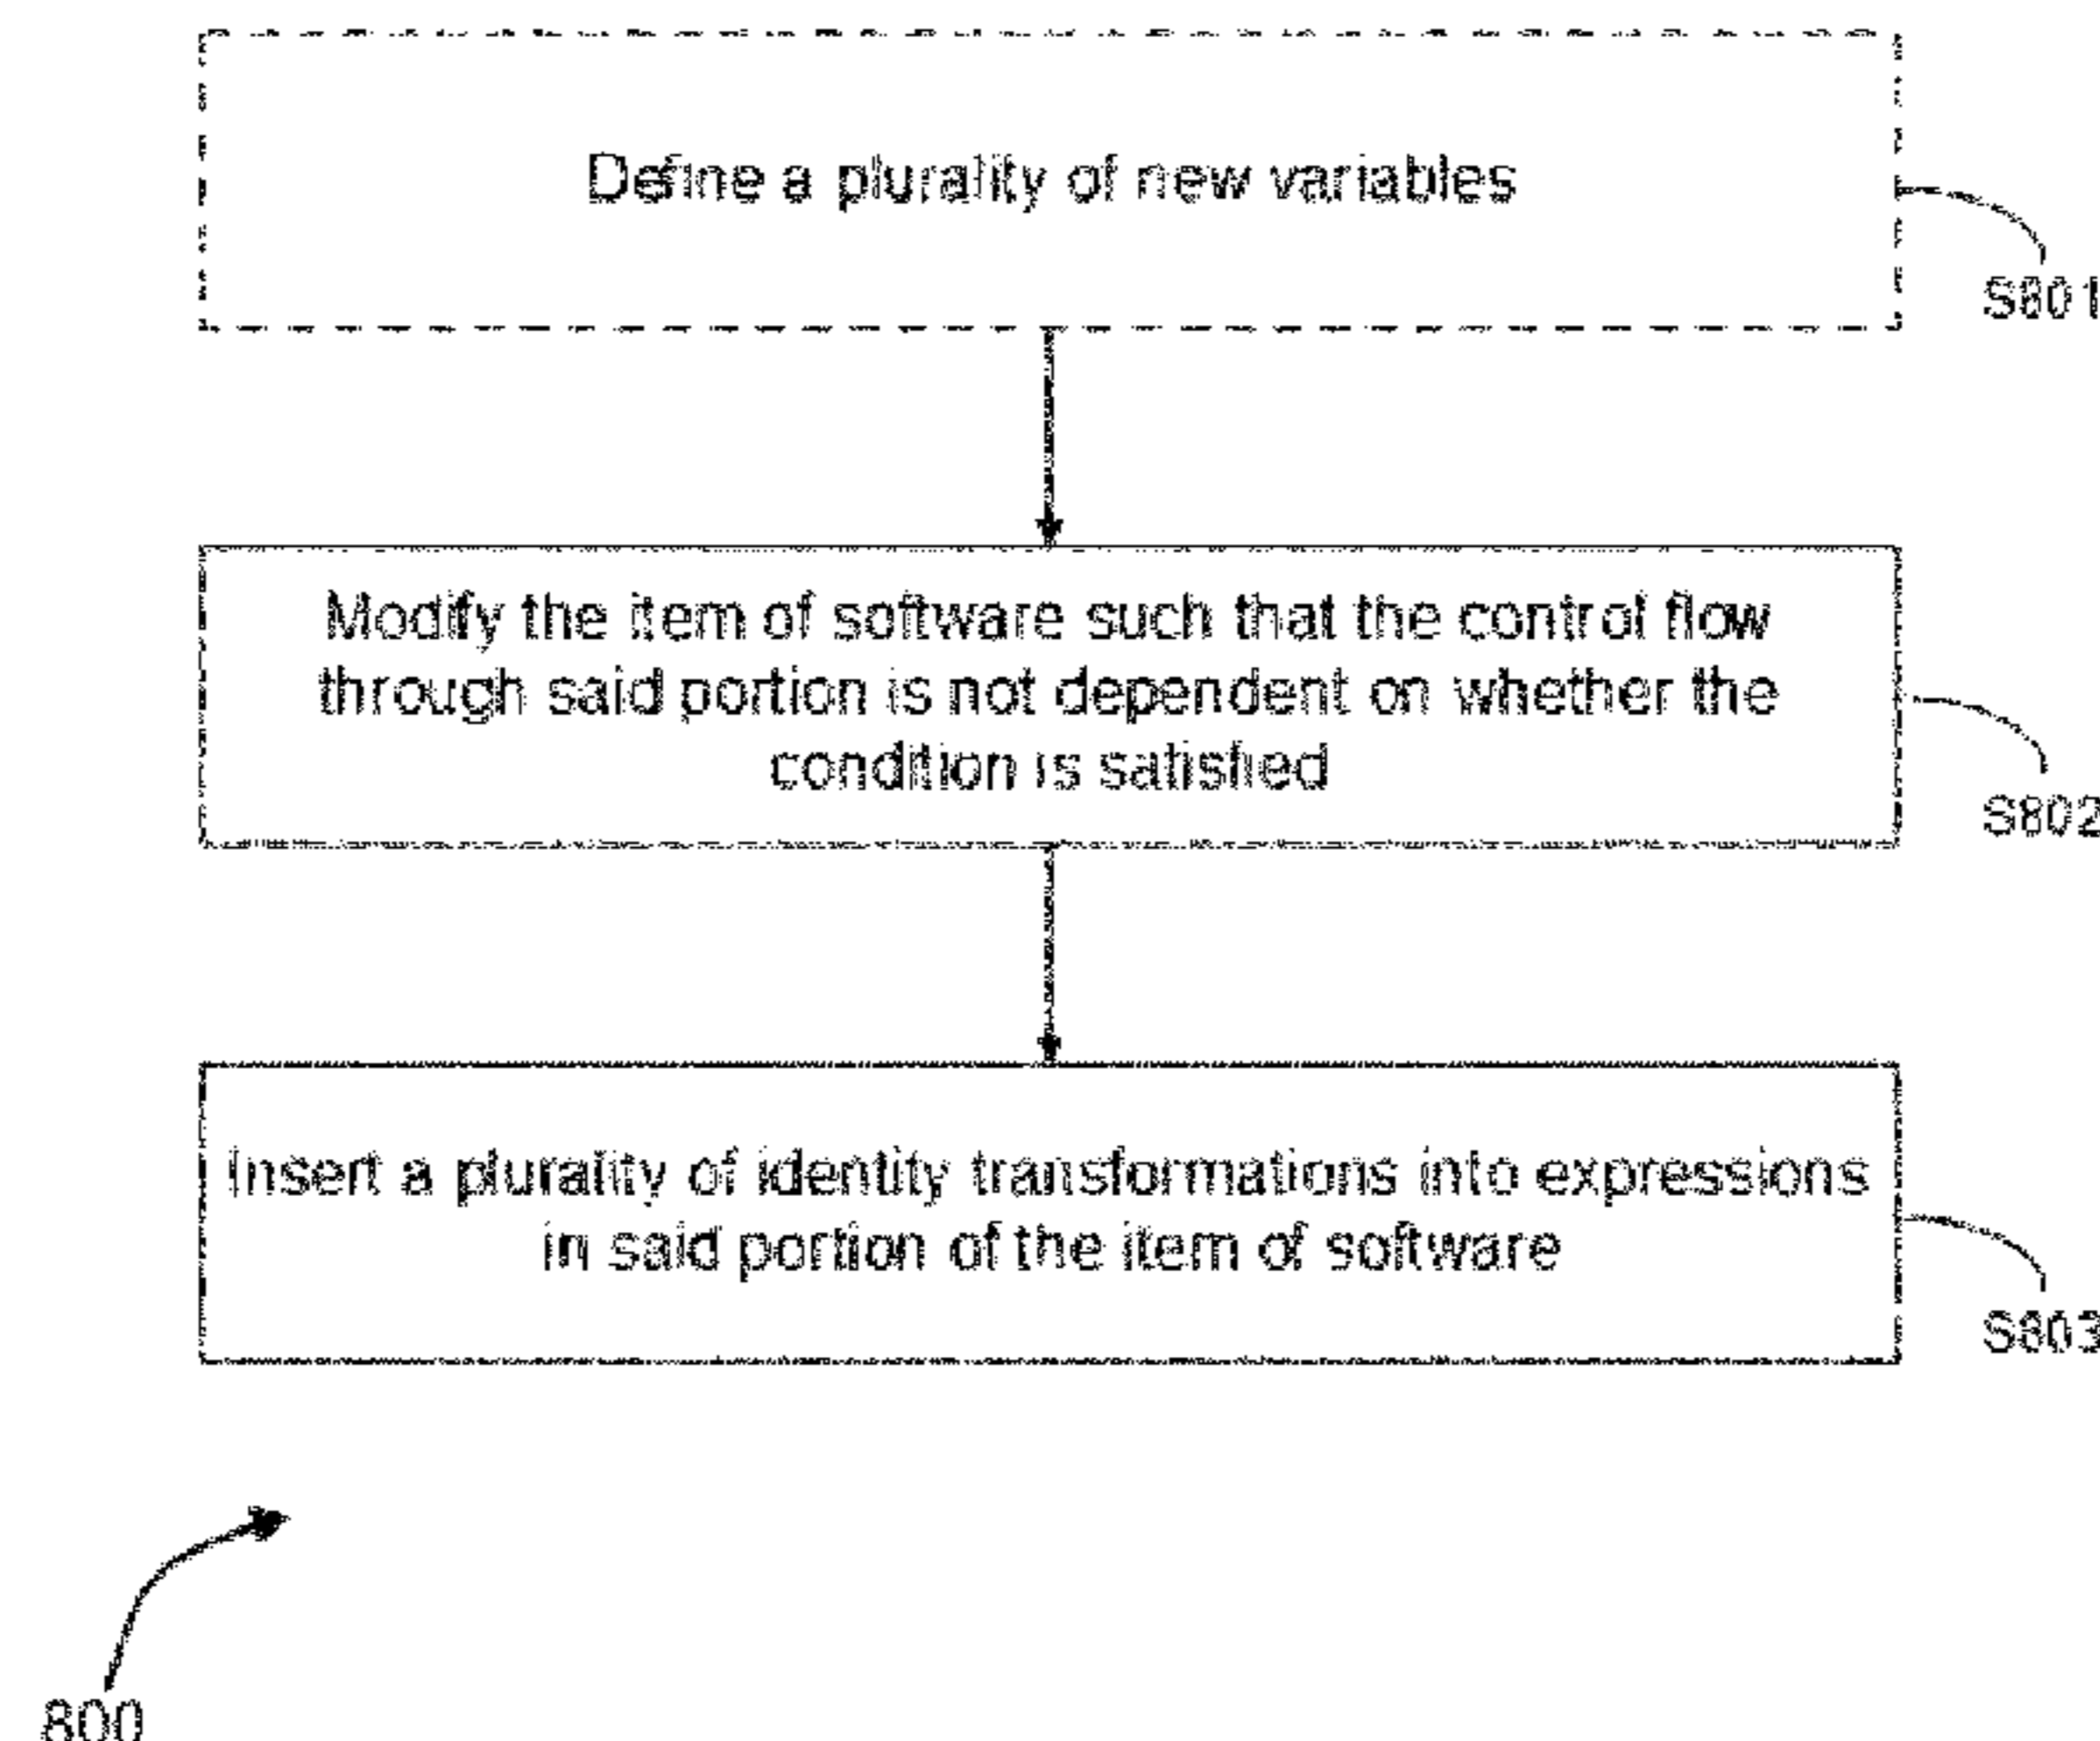 Define a plurality of new variables
S801
Modify the item of software such that the control flow
through said portion is not dependent on whether the
condition is satisfied
S802
Insert a plurality of identity transformations into expressions
in said portion of the item of software
S803
800